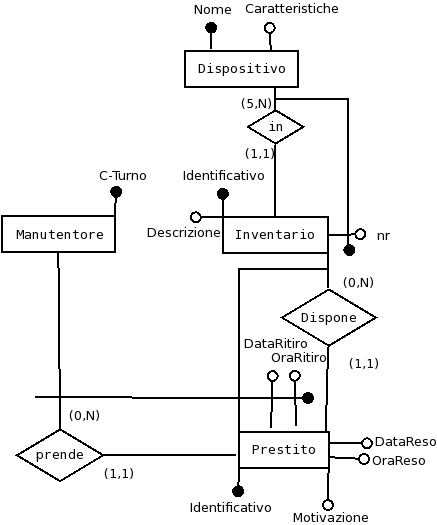 Nome
Caratteristiche
Dispositivo
(5,N)
in
(1,1)
C-Turno
Identificativo
Manutentore
Descrizione
Inventario
nr
(0,N)
Dispone
DataRitiro
OraRitiro
(1,1)
(0,N)
prende
(1,1)
Prestito
DataReso
OraReso
Identificativo
Motivazione